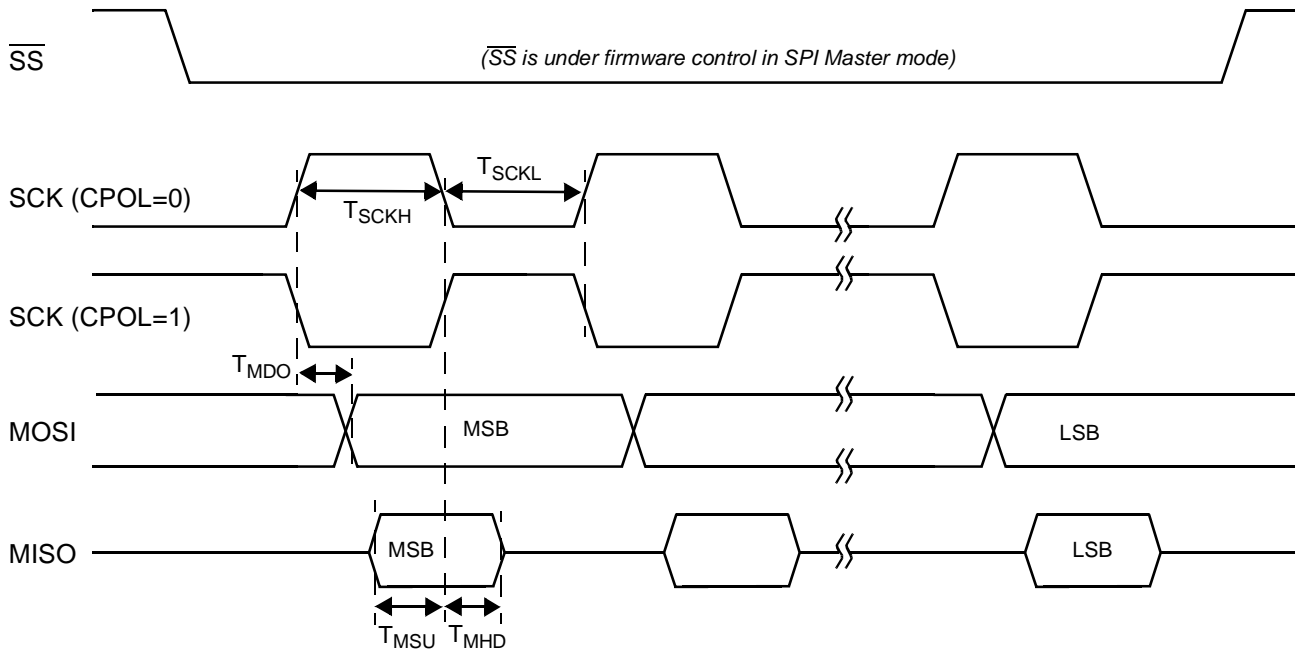 SS
(SS is under firmware control in SPI Master mode)
TSCKL
SCK (CPOL=0)
TSCKH
SCK (CPOL=1)
TMDO
MOSI
MSB
LSB
MISO
MSB
LSB
TMSU
TMHD